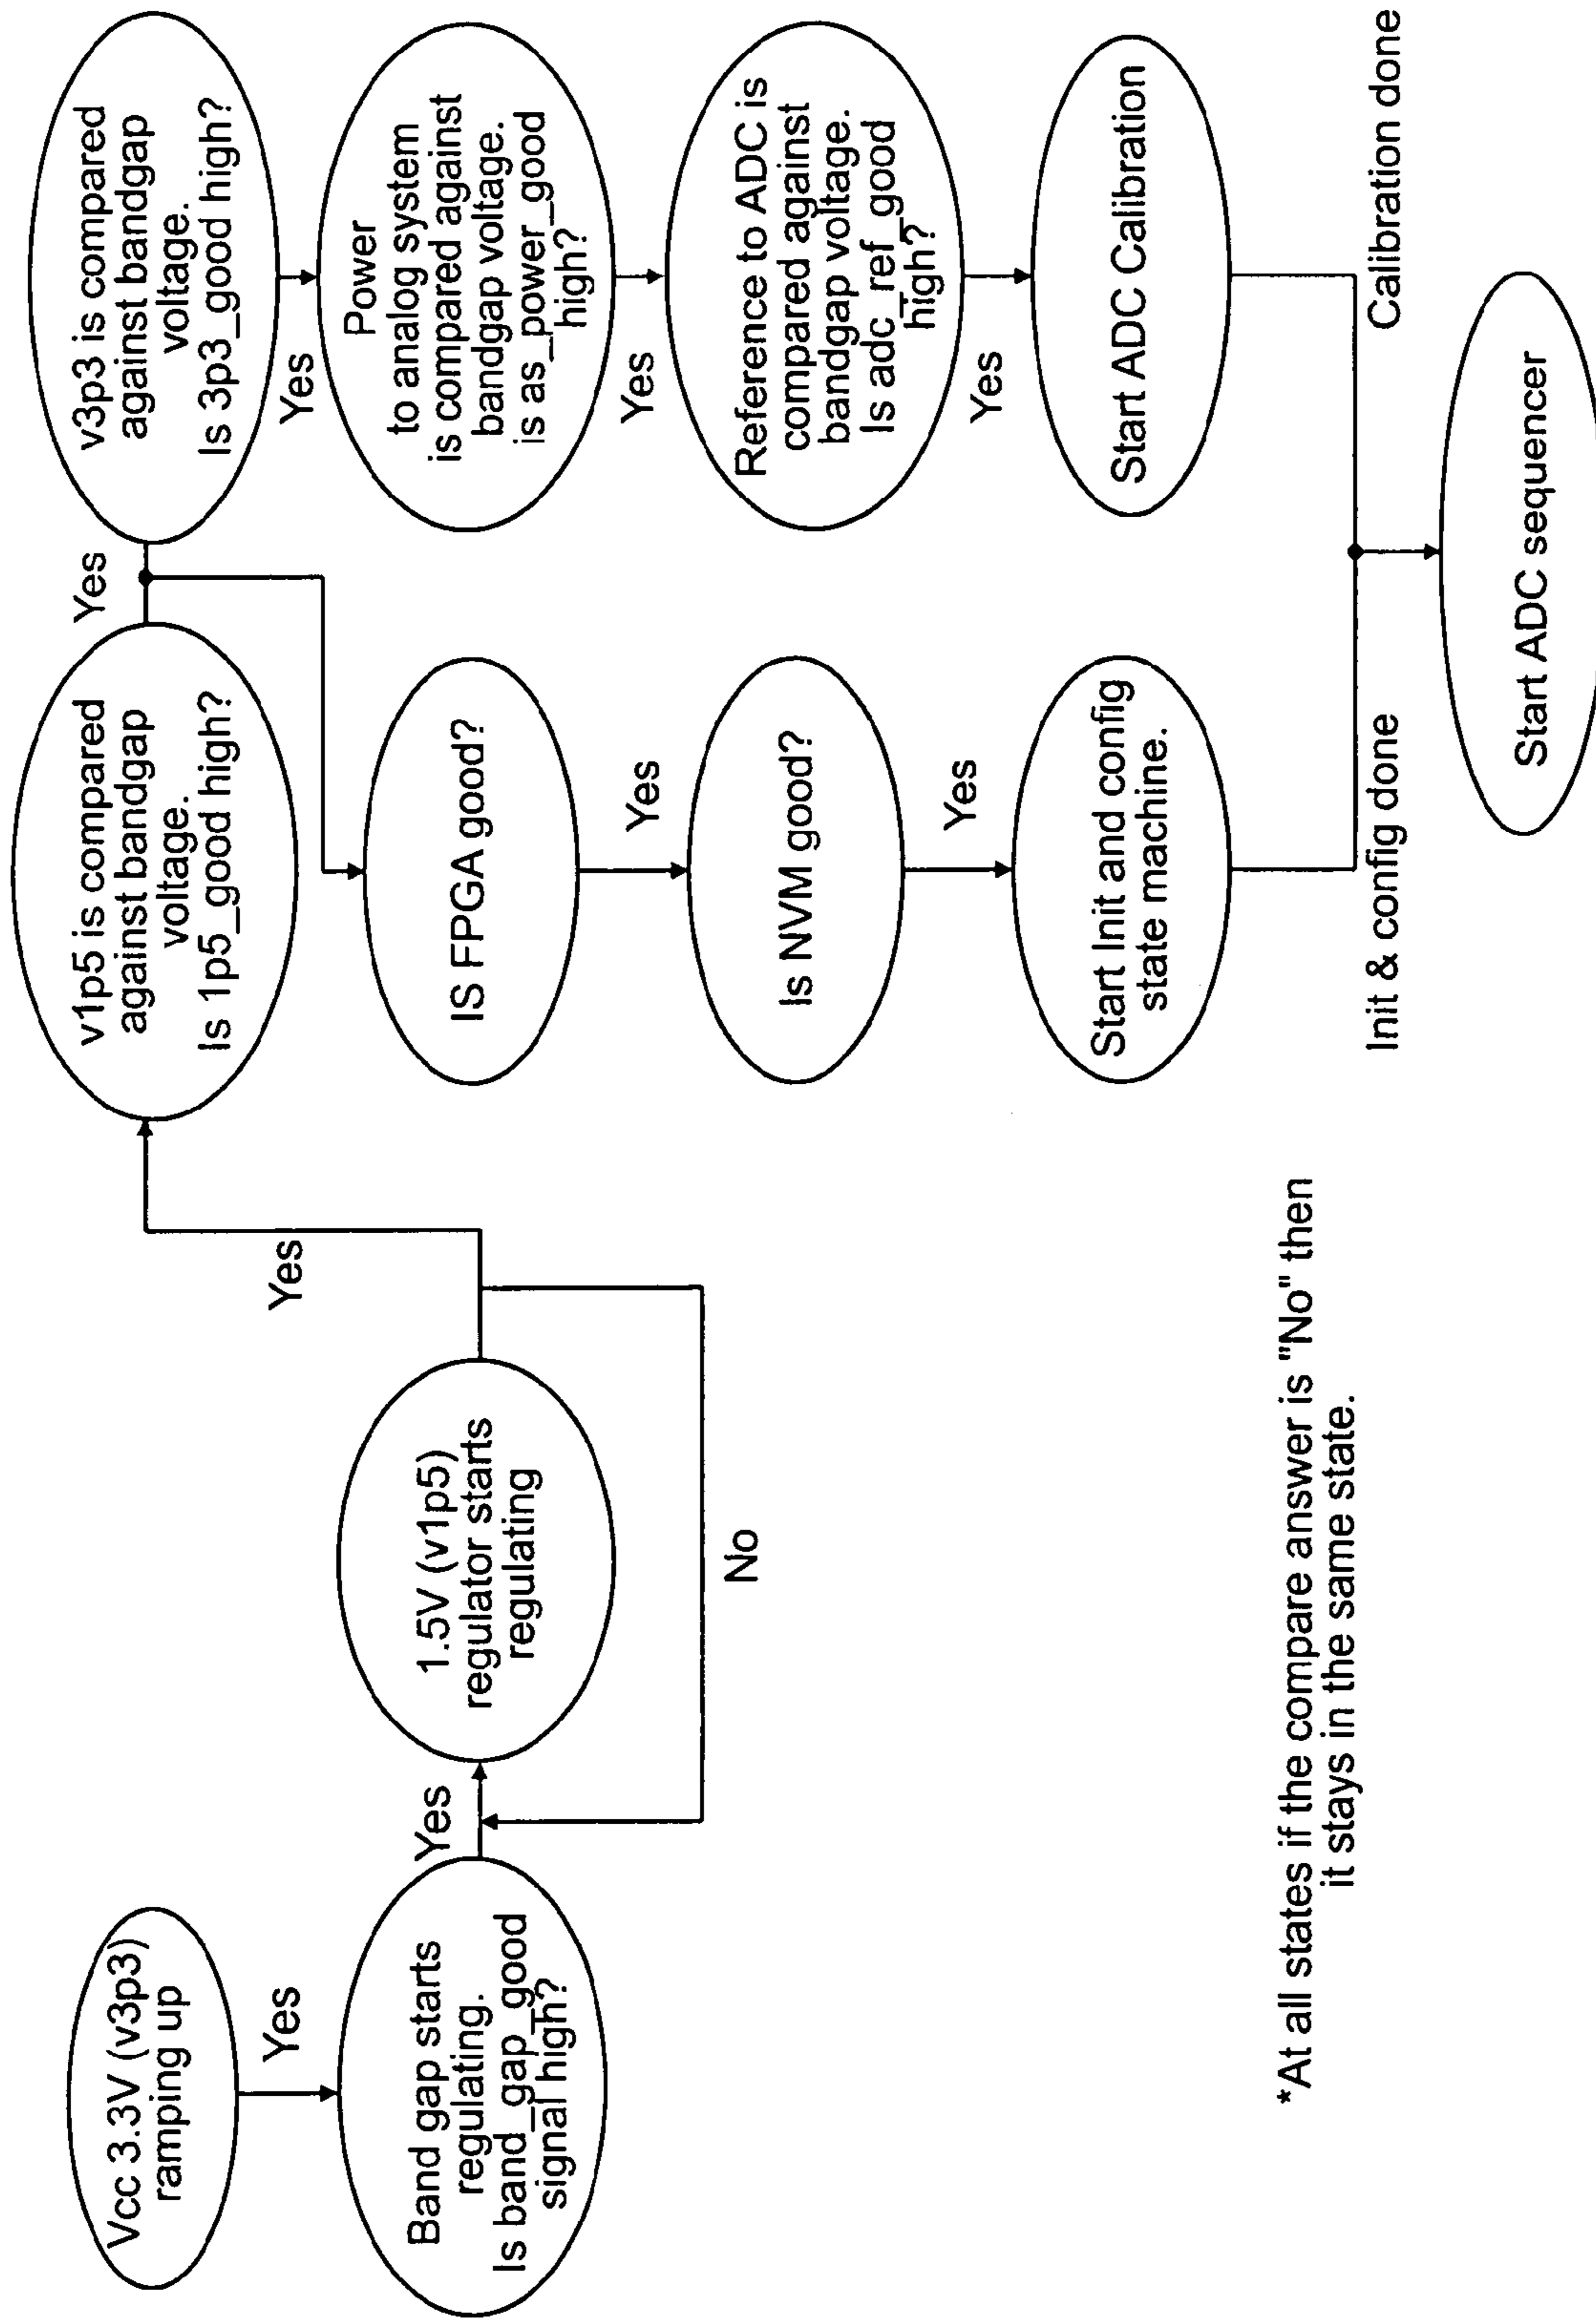 Vcc 3.3V (v3p3)
ramping up
Yes
Band gap starts
regulating.
Is band_gap_good
signal high?
Yes
1.5V (v1p5)
regulator starts
regulating
No
Yes
v1p5 is compared
against bandgap
voltage.
Is 1p5_good high?
Yes
IS FPGA good?
Yes
Is NVM good?
Yes
Start Init and config
state machine.
Init & config done
v3p3 is compared
against bandgap
voltage.
Is 3p3_good high?
Yes
Power
to analog system
is compared against
bandgap voltage.
is as_power_good
high?
Yes
Reference to ADC is
compared against
bandgap voltage.
Is adc_ref_good
high?
Yes
Start ADC Calibration
Calibration done
Start ADC sequencer
*At all states if the compare answer is "No" then
it stays in the same state.